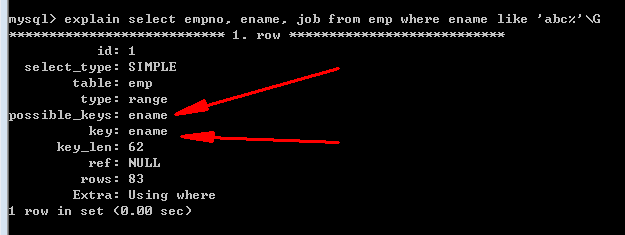 mysql> explain select empno, ename, job from emp where ename like 'abc%'\G
*************************** 1. row ***************************
id: 1
select_type: SIMPLE
table: emp
type: range
possible_keys: ename
key: ename
key_len: 62
ref: NULL
rows: 83
Extra: Using where
1 row in set (0.00 sec)